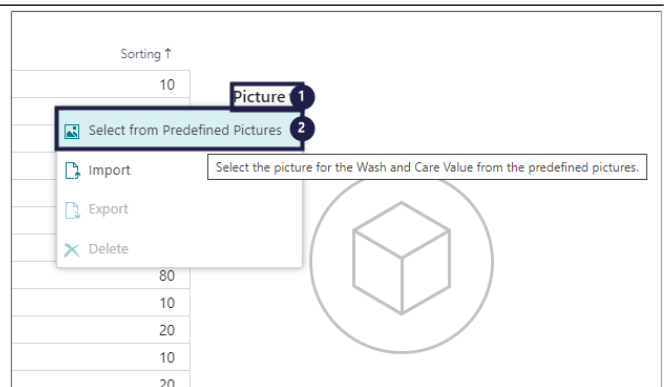 Sorting ↑
10
Picture 1
Select from Predefined Pictures 2
Import
Select the picture for the Wash and Care Value from the predefined pictures.
Export
Delete
80
10
20
10
20